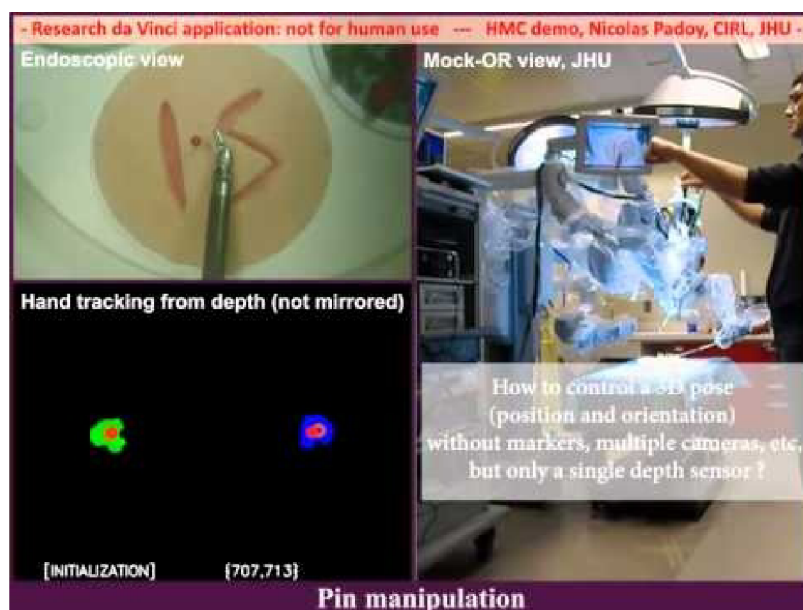 - Research da Vinci application: not for human use --- HMC demo, Nicolas Padoy, CIRL, JHU -
Endoscopic view
Mock-OR view, JHU
Hand tracking from depth (not mirrored)
How to control a 3D pose
(position and orientation)
without markers, multiple cameras, etc,
but only a single depth sensor ?
[INITIALIZATION] {707,713}
Pin manipulation